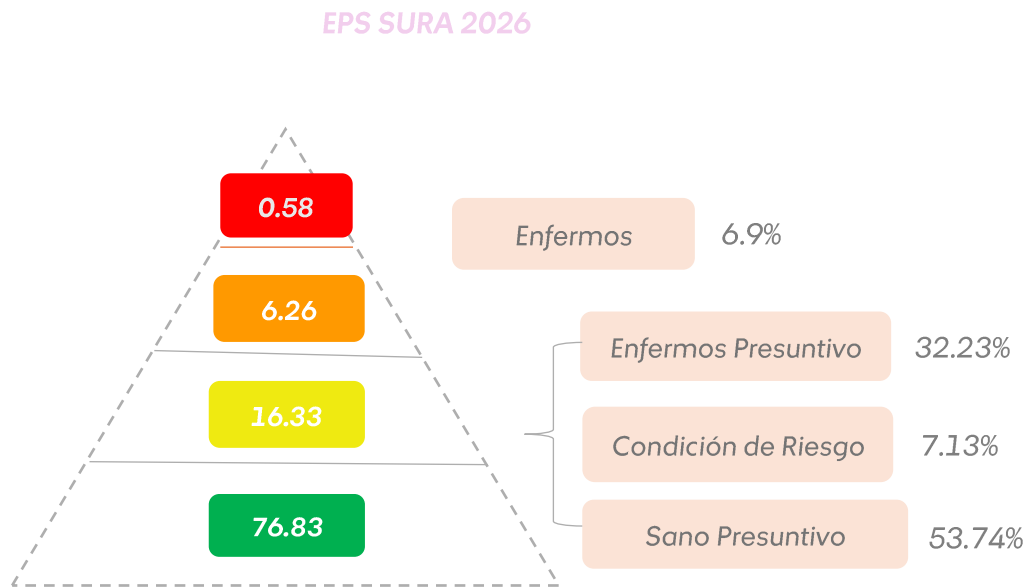 EPS SURA 2026
0.58
Enfermos
6.9%
6.26
Enfermos Presuntivo
32.23%
16.33
Condición de Riesgo
7.13%
76.83
Sano Presuntivo
53.74%